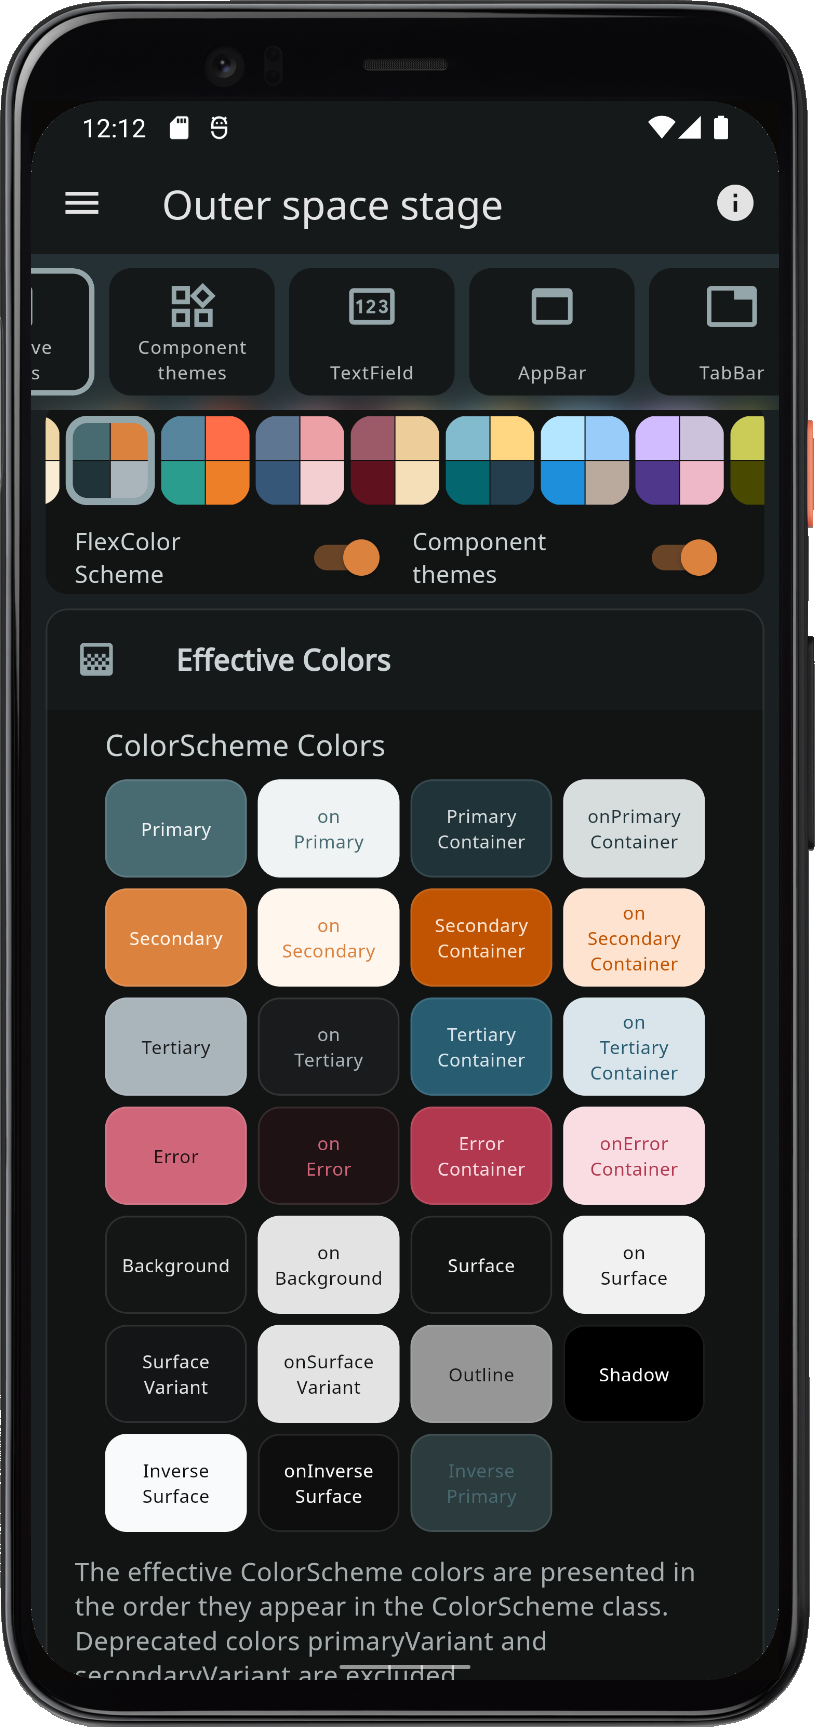 12:12
Outer space stage
ve
s
Component
themes
123
TextField
AppBar
TabBar
FlexColor
Scheme
Component
themes
Effective Colors
ColorScheme Colors
Primary
on
Primary
Primary
Container
onPrimary
Container
Secondary
on
Secondary
Secondary
Container
on
Secondary
Container
Tertiary
on
Tertiary
Tertiary
Container
on
Tertiary
Container
Error
on
Error
Error
Container
onError
Container
Background
on
Background
Surface
on
Surface
Surface
Variant
onSurface
Variant
Outline
Shadow
Inverse
Surface
onInverse
Surface
Inverse
Primary
The effective ColorScheme colors are presented in
the order they appear in the ColorScheme class.
Deprecated colors primaryVariant and
secondaryVariant are excluded